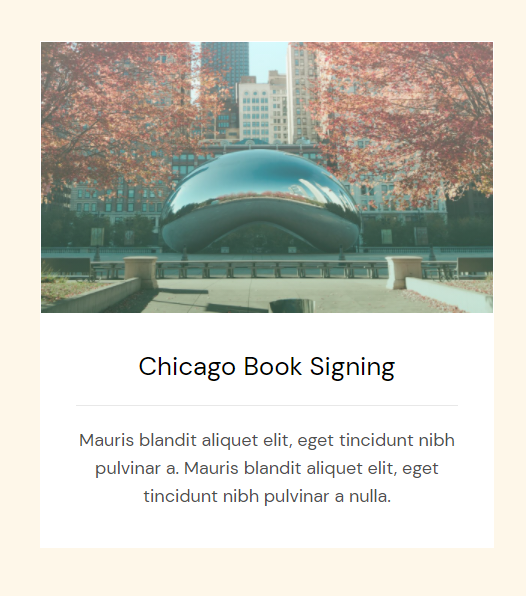 Chicago Book Signing
Mauris blandit aliquet elit, eget tincidunt nibh
pulvinar a. Mauris blandit aliquet elit, eget
tincidunt nibh pulvinar a nulla.